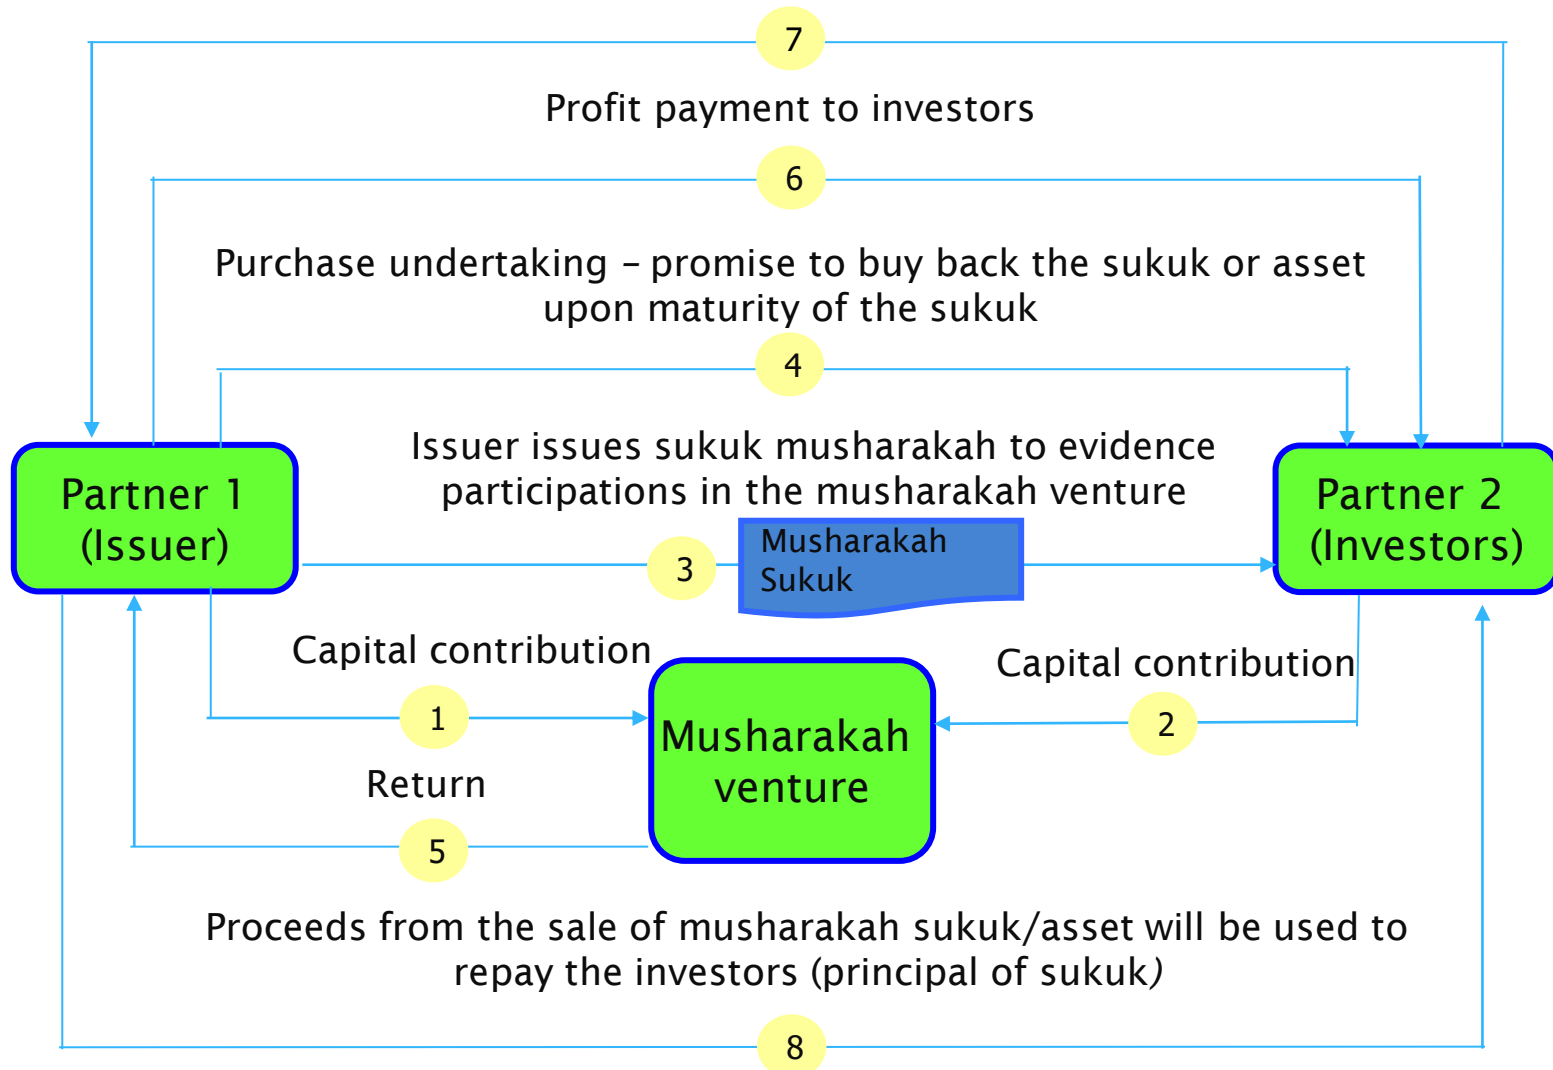 7
Profit payment to investors
6
Purchase undertaking – promise to buy back the sukuk or asset
upon maturity of the sukuk
4
Issuer issues sukuk musharakah to evidence
participations in the musharakah venture
Partner 1
(Issuer)
Partner 2
(Investors)
3
Musharakah
Sukuk
Capital contribution
Capital contribution
1
2
Musharakah
venture
Return
5
Proceeds from the sale of musharakah sukuk/asset will be used to
repay the investors (principal of sukuk)
8